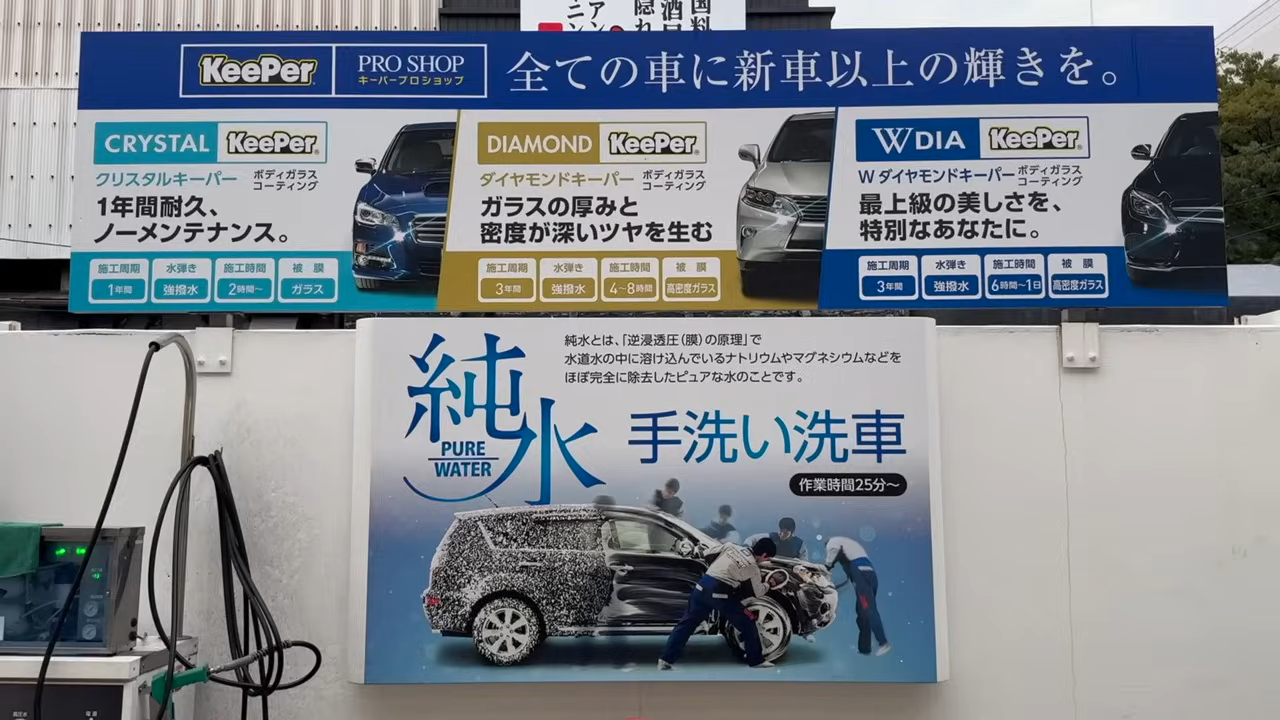 国料
酒口
隠れ
アン
ニン
KeePer
PRO SHOP
キーパープロショップ
全ての車に新車以上の輝きを。
CRYSTAL KeePer
クリスタルキーパー
ボディガラス
コーティング
1年間耐久、
ノーメンテナンス。
施工周期
1年間
水弾き
強撥水
施工時間
2時間〜
被膜
ガラス
DIAMOND KeePer
ダイヤモンドキーパー
ボディガラス
コーティング
ガラスの厚みと
密度が深いツヤを生む
施工周期
3年間
水弾き
強撥水
施工時間
4〜8時間
被膜
高密度ガラス
W DIA KeePer
W ダイヤモンドキーパー
ボディガラス
コーティング
最上級の美しさを、
特別なあなたに。
施工周期
3年間
水弾き
強撥水
施工時間
6時間〜1日
被膜
高密度ガラス
純水
PURE
WATER
純水とは、「逆浸透圧(膜)の原理」で
水道水の中に溶け込んでいるナトリウムやマグネシウムなどを
ほぼ完全に除去したピュアな水のことです。
手洗い洗車
作業時間25分〜